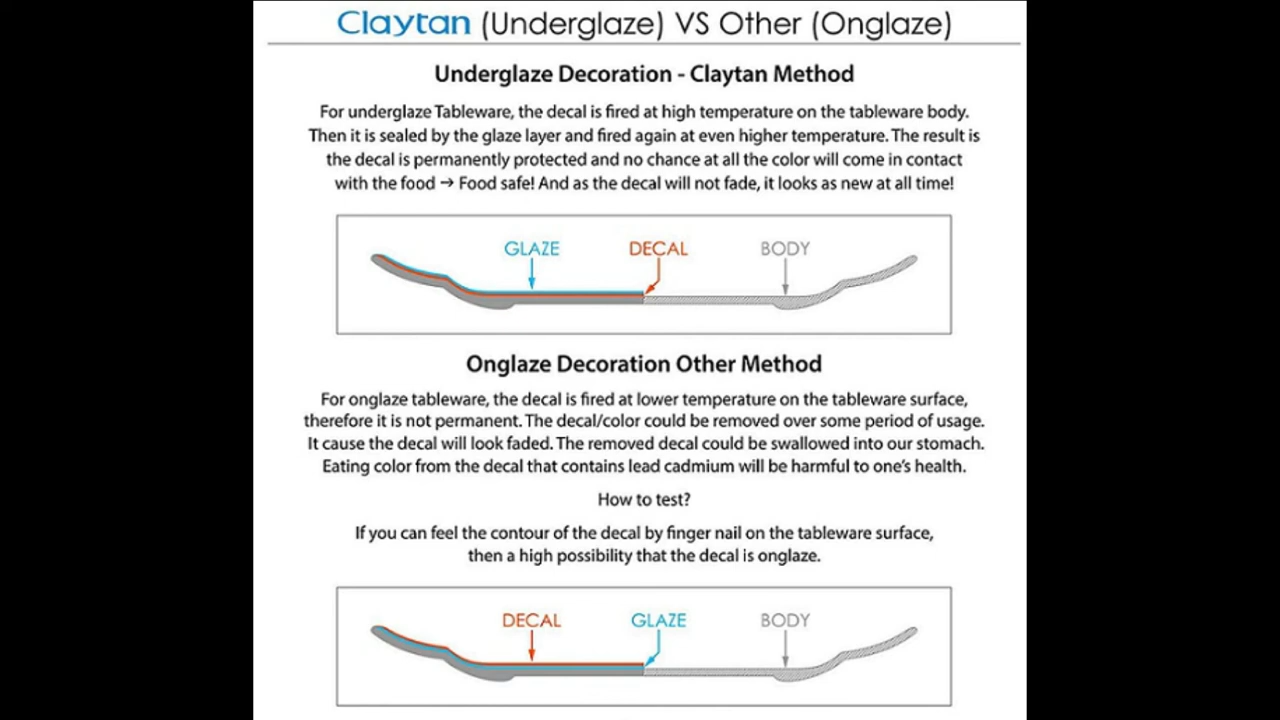 Claytan (Underglaze) VS Other (Onglaze)
Underglaze Decoration - Claytan Method
For underglaze Tableware, the decal is fired at high temperature on the tableware body.
Then it is sealed by the glaze layer and fired again at even higher temperature. The result is
the decal is permanently protected and no chance at all the color will come in contact
with the food → Food safe! And as the decal will not fade, it looks as new at all time!
GLAZE DECAL BODY
Onglaze Decoration Other Method
For onglaze tableware, the decal is fired at lower temperature on the tableware surface,
therefore it is not permanent. The decal/color could be removed over some period of usage.
It cause the decal will look faded. The removed decal could be swallowed into our stomach.
Eating color from the decal that contains lead cadmium will be harmful to one's health.
How to test?
If you can feel the contour of the decal by finger nail on the tableware surface,
then a high possibility that the decal is onglaze.
DECAL GLAZE BODY